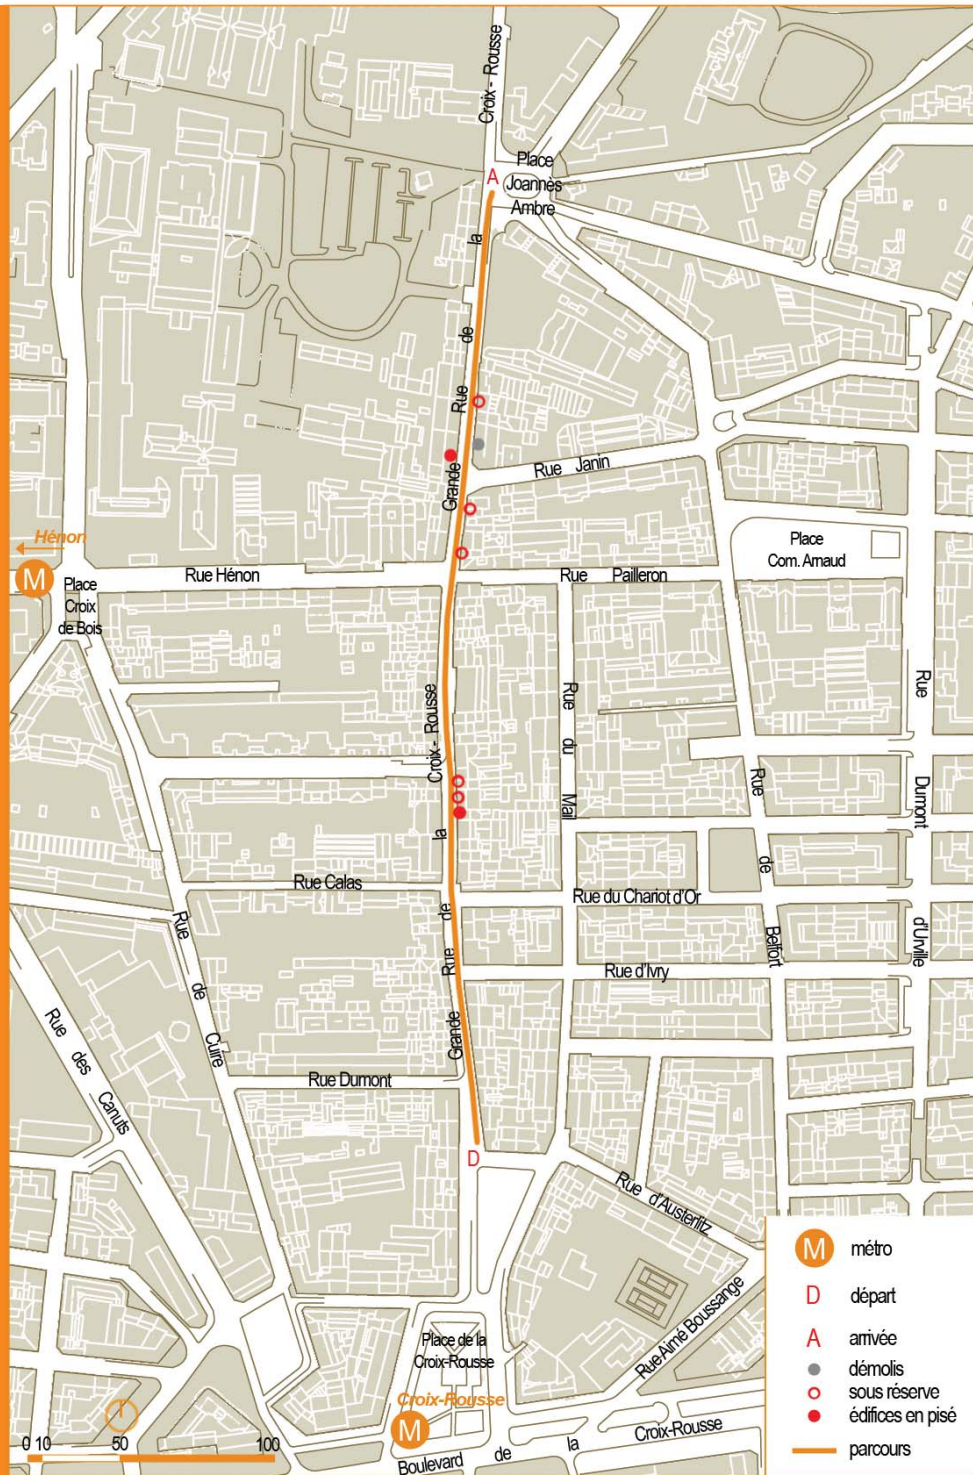 Croix - Rousse
Place
Joannès
Ambre
A
la
de
Rue
Grande
Rue Janin
Hénon
M
Place
Croix
de Bois
Rue Hénon
Rue Pailleron
Place
Com. Arnaud
Croix - Rousse
la
de
Rue
Grande
Rue du Mail
Rue de Belfort
Rue Dumont d'Urville
Rue Calas
Rue du Chariot d'Or
Rue d'Ivry
Rue de Cuire
Rue des Canuts
Rue Dumont
D
Rue d'Austerlitz
Rue Aimé Boussange
Place de la
Croix-Rousse
Croix-Rousse
M
Boulevard de la Croix-Rousse
0 10 50 100
M métro
D départ
A arrivée
démolis
sous réserve
édifices en pisé
parcours